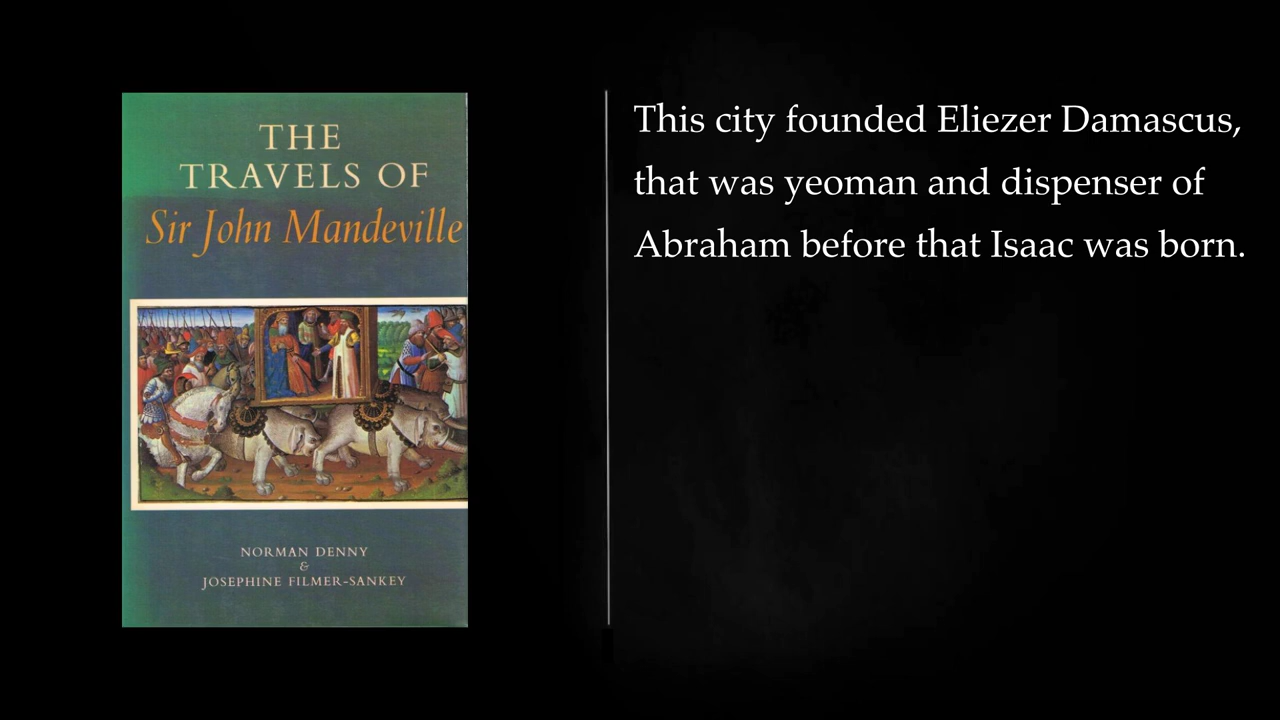 THE
TRAVELS OF
Sir John Mandeville
NORMAN DENNY
&
JOSEPHINE FILMER-SANKEY
This city founded Eliezer Damascus,
that was yeoman and dispenser of
Abraham before that Isaac was born.